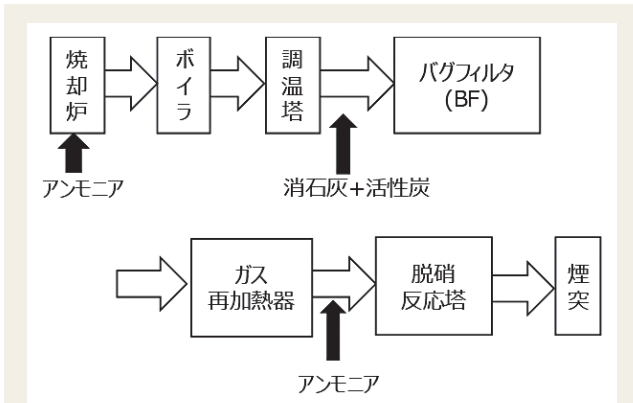 焼却炉
ボイラ
調温塔
バグフィルタ
(BF)
アンモニア
消石灰+活性炭
ガス
再加熱器
脱硝
反応塔
煙突
アンモニア